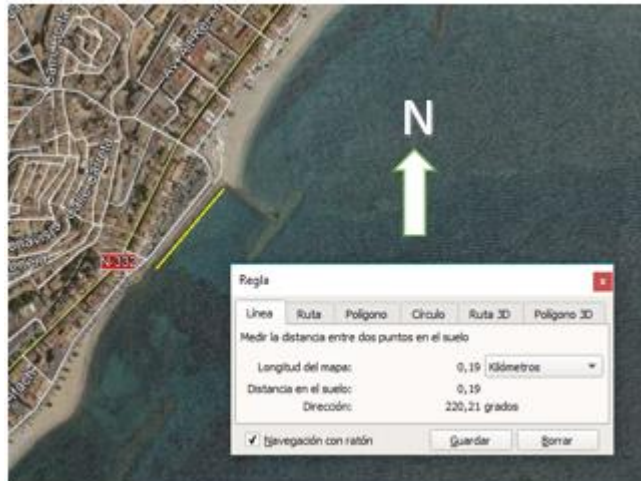 N
N-332
Regla
Línea Ruta Polígono Círculo Ruta 3D Polígono 3D
Medir la distancia entre dos puntos en el suelo
Longitud del mapa: 0,19 Kilómetros
Distancia en el suelo: 0,19
Dirección: 220,21 grados
Navegación con ratón Guardar Borrar